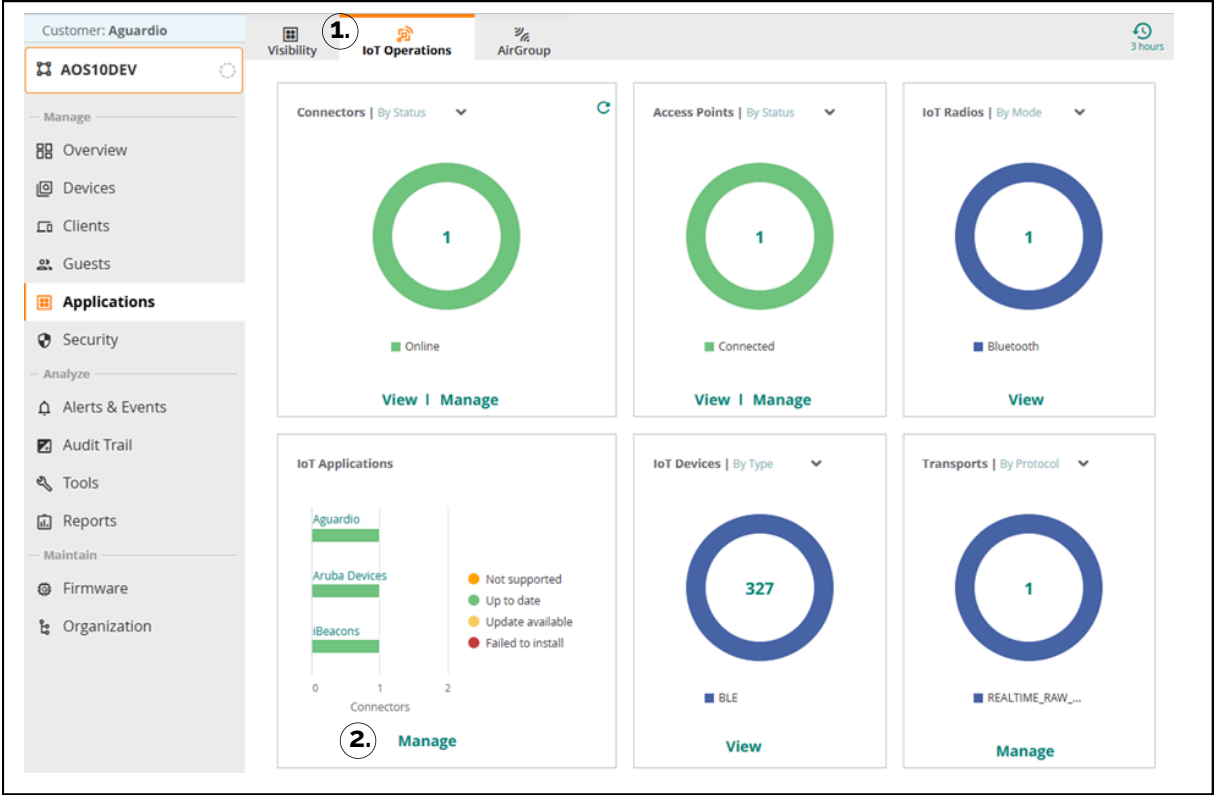 Customer: Aguardio
AOS10DEV
Manage
Overview
Devices
Clients
Guests
Applications
Security
Analyze
Alerts & Events
Audit Trail
Tools
Reports
Maintain
Firmware
Organization
Visibility
1.
IoT Operations
AirGroup
3 hours
Connectors | By Status
1
Online
View | Manage
Access Points | By Status
1
Connected
View | Manage
IoT Radios | By Mode
1
Bluetooth
View
IoT Applications
Aguardio
Aruba Devices
iBeacons
0 1 2
Connectors
Not supported
Up to date
Update available
Failed to install
2.
Manage
IoT Devices | By Type
327
BLE
View
Transports | By Protocol
1
REALTIME_RAW_...
Manage